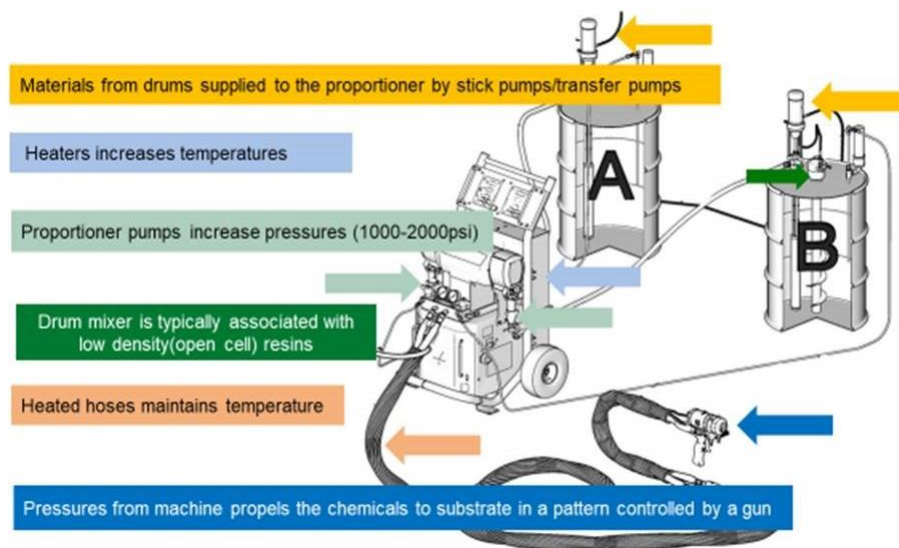 Materials from drums supplied to the proportioner by stick pumps/transfer pumps
A
Heaters increases temperatures
B
Proportioner pumps increase pressures (1000-2000psi)
Drum mixer is typically associated with
low density(open cell) resins
Heated hoses maintains temperature
Pressures from machine propels the chemicals to substrate in a pattern controlled by a gun